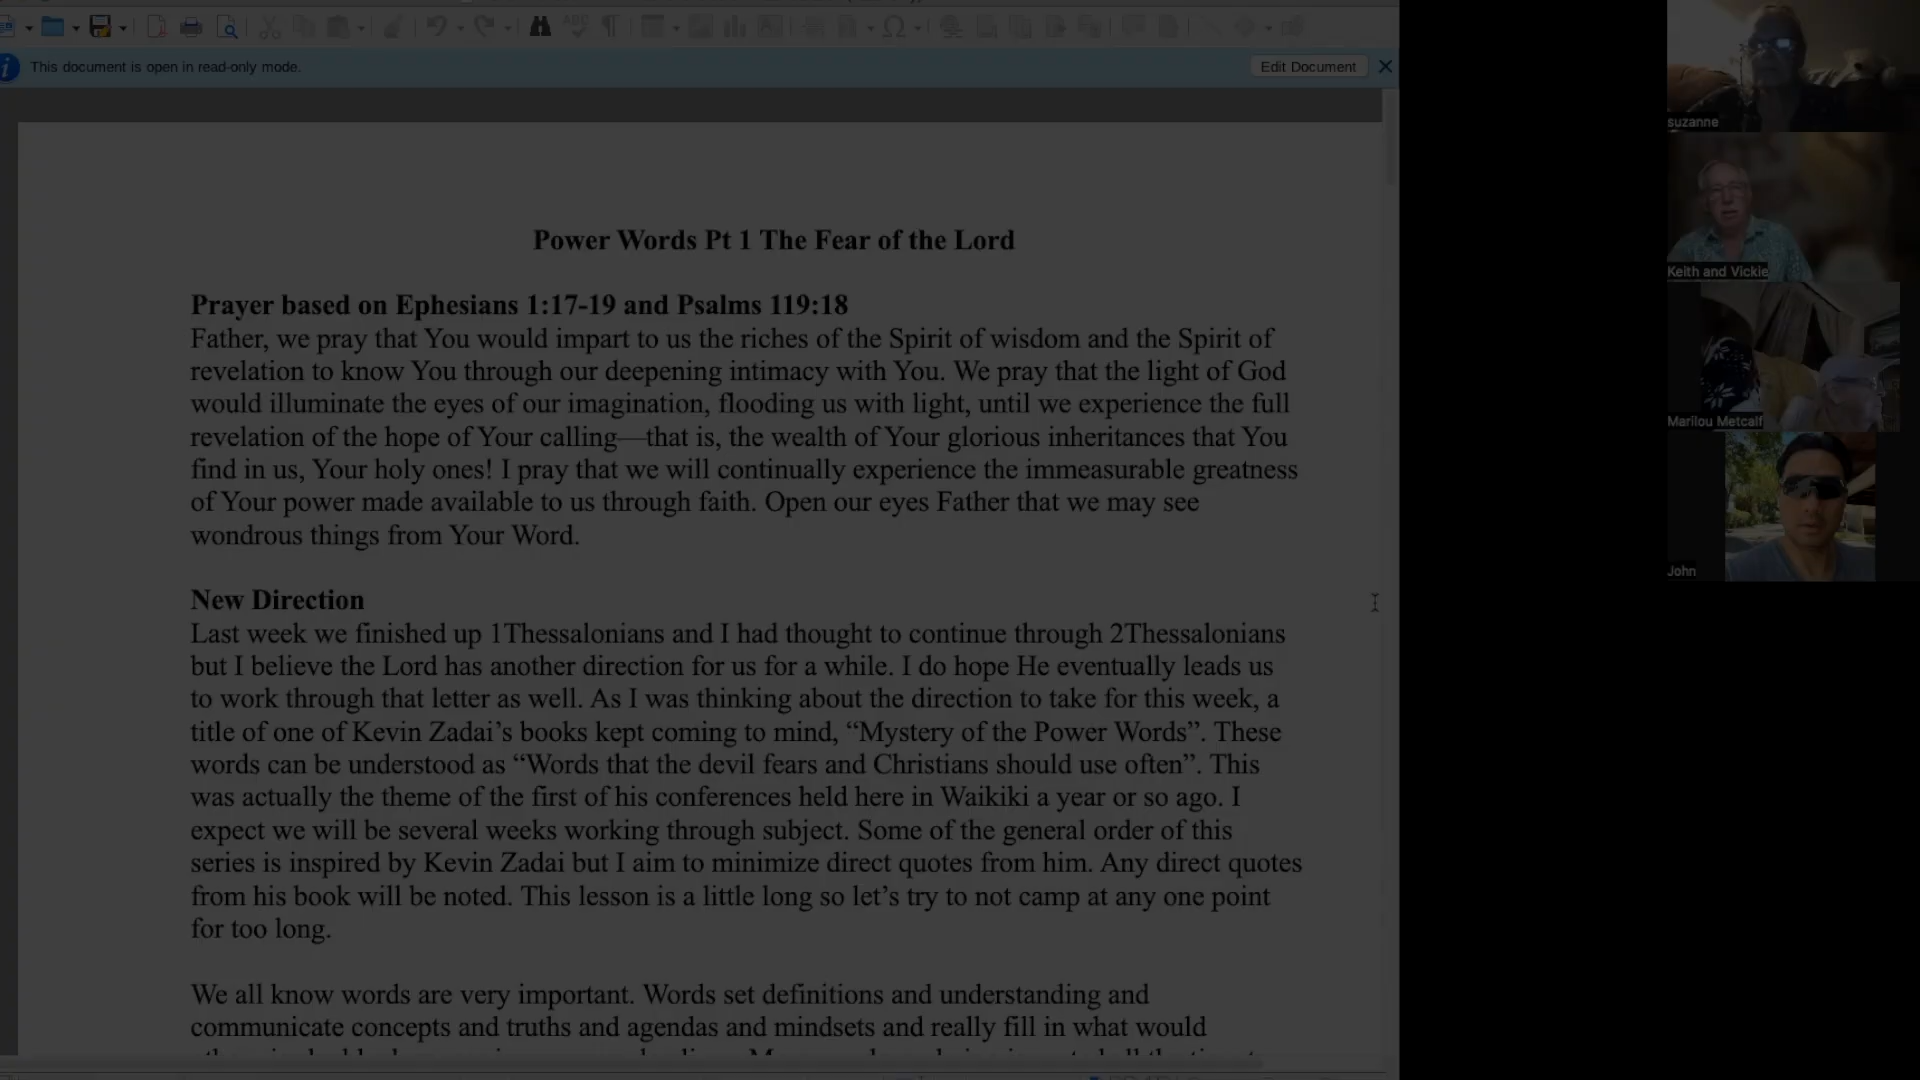 This document is open in read-only mode.
Edit Document
Power Words Pt 1 The Fear of the Lord
Prayer based on Ephesians 1:17-19 and Psalms 119:18
Father, we pray that You would impart to us the riches of the Spirit of wisdom and the Spirit of
revelation to know You through our deepening intimacy with You. We pray that the light of God
would illuminate the eyes of our imagination, flooding us with light, until we experience the full
revelation of the hope of Your calling—that is, the wealth of Your glorious inheritances that You
find in us, Your holy ones! I pray that we will continually experience the immeasurable greatness
of Your power made available to us through faith. Open our eyes Father that we may see
wondrous things from Your Word.
New Direction
Last week we finished up 1Thessalonians and I had thought to continue through 2Thessalonians
but I believe the Lord has another direction for us for a while. I do hope He eventually leads us
to work through that letter as well. As I was thinking about the direction to take for this week, a
title of one of Kevin Zadai’s books kept coming to mind, “Mystery of the Power Words”. These
words can be understood as “Words that the devil fears and Christians should use often”. This
was actually the theme of the first of his conferences held here in Waikiki a year or so ago. I
expect we will be several weeks working through subject. Some of the general order of this
series is inspired by Kevin Zadai but I aim to minimize direct quotes from him. Any direct quotes
from his book will be noted. This lesson is a little long so let’s try to not camp at any one point
for too long.
We all know words are very important. Words set definitions and understanding and
communicate concepts and truths and agendas and mindsets and really fill in what would
suzanne
Keith and Vickie
Marilou Metcalf
John